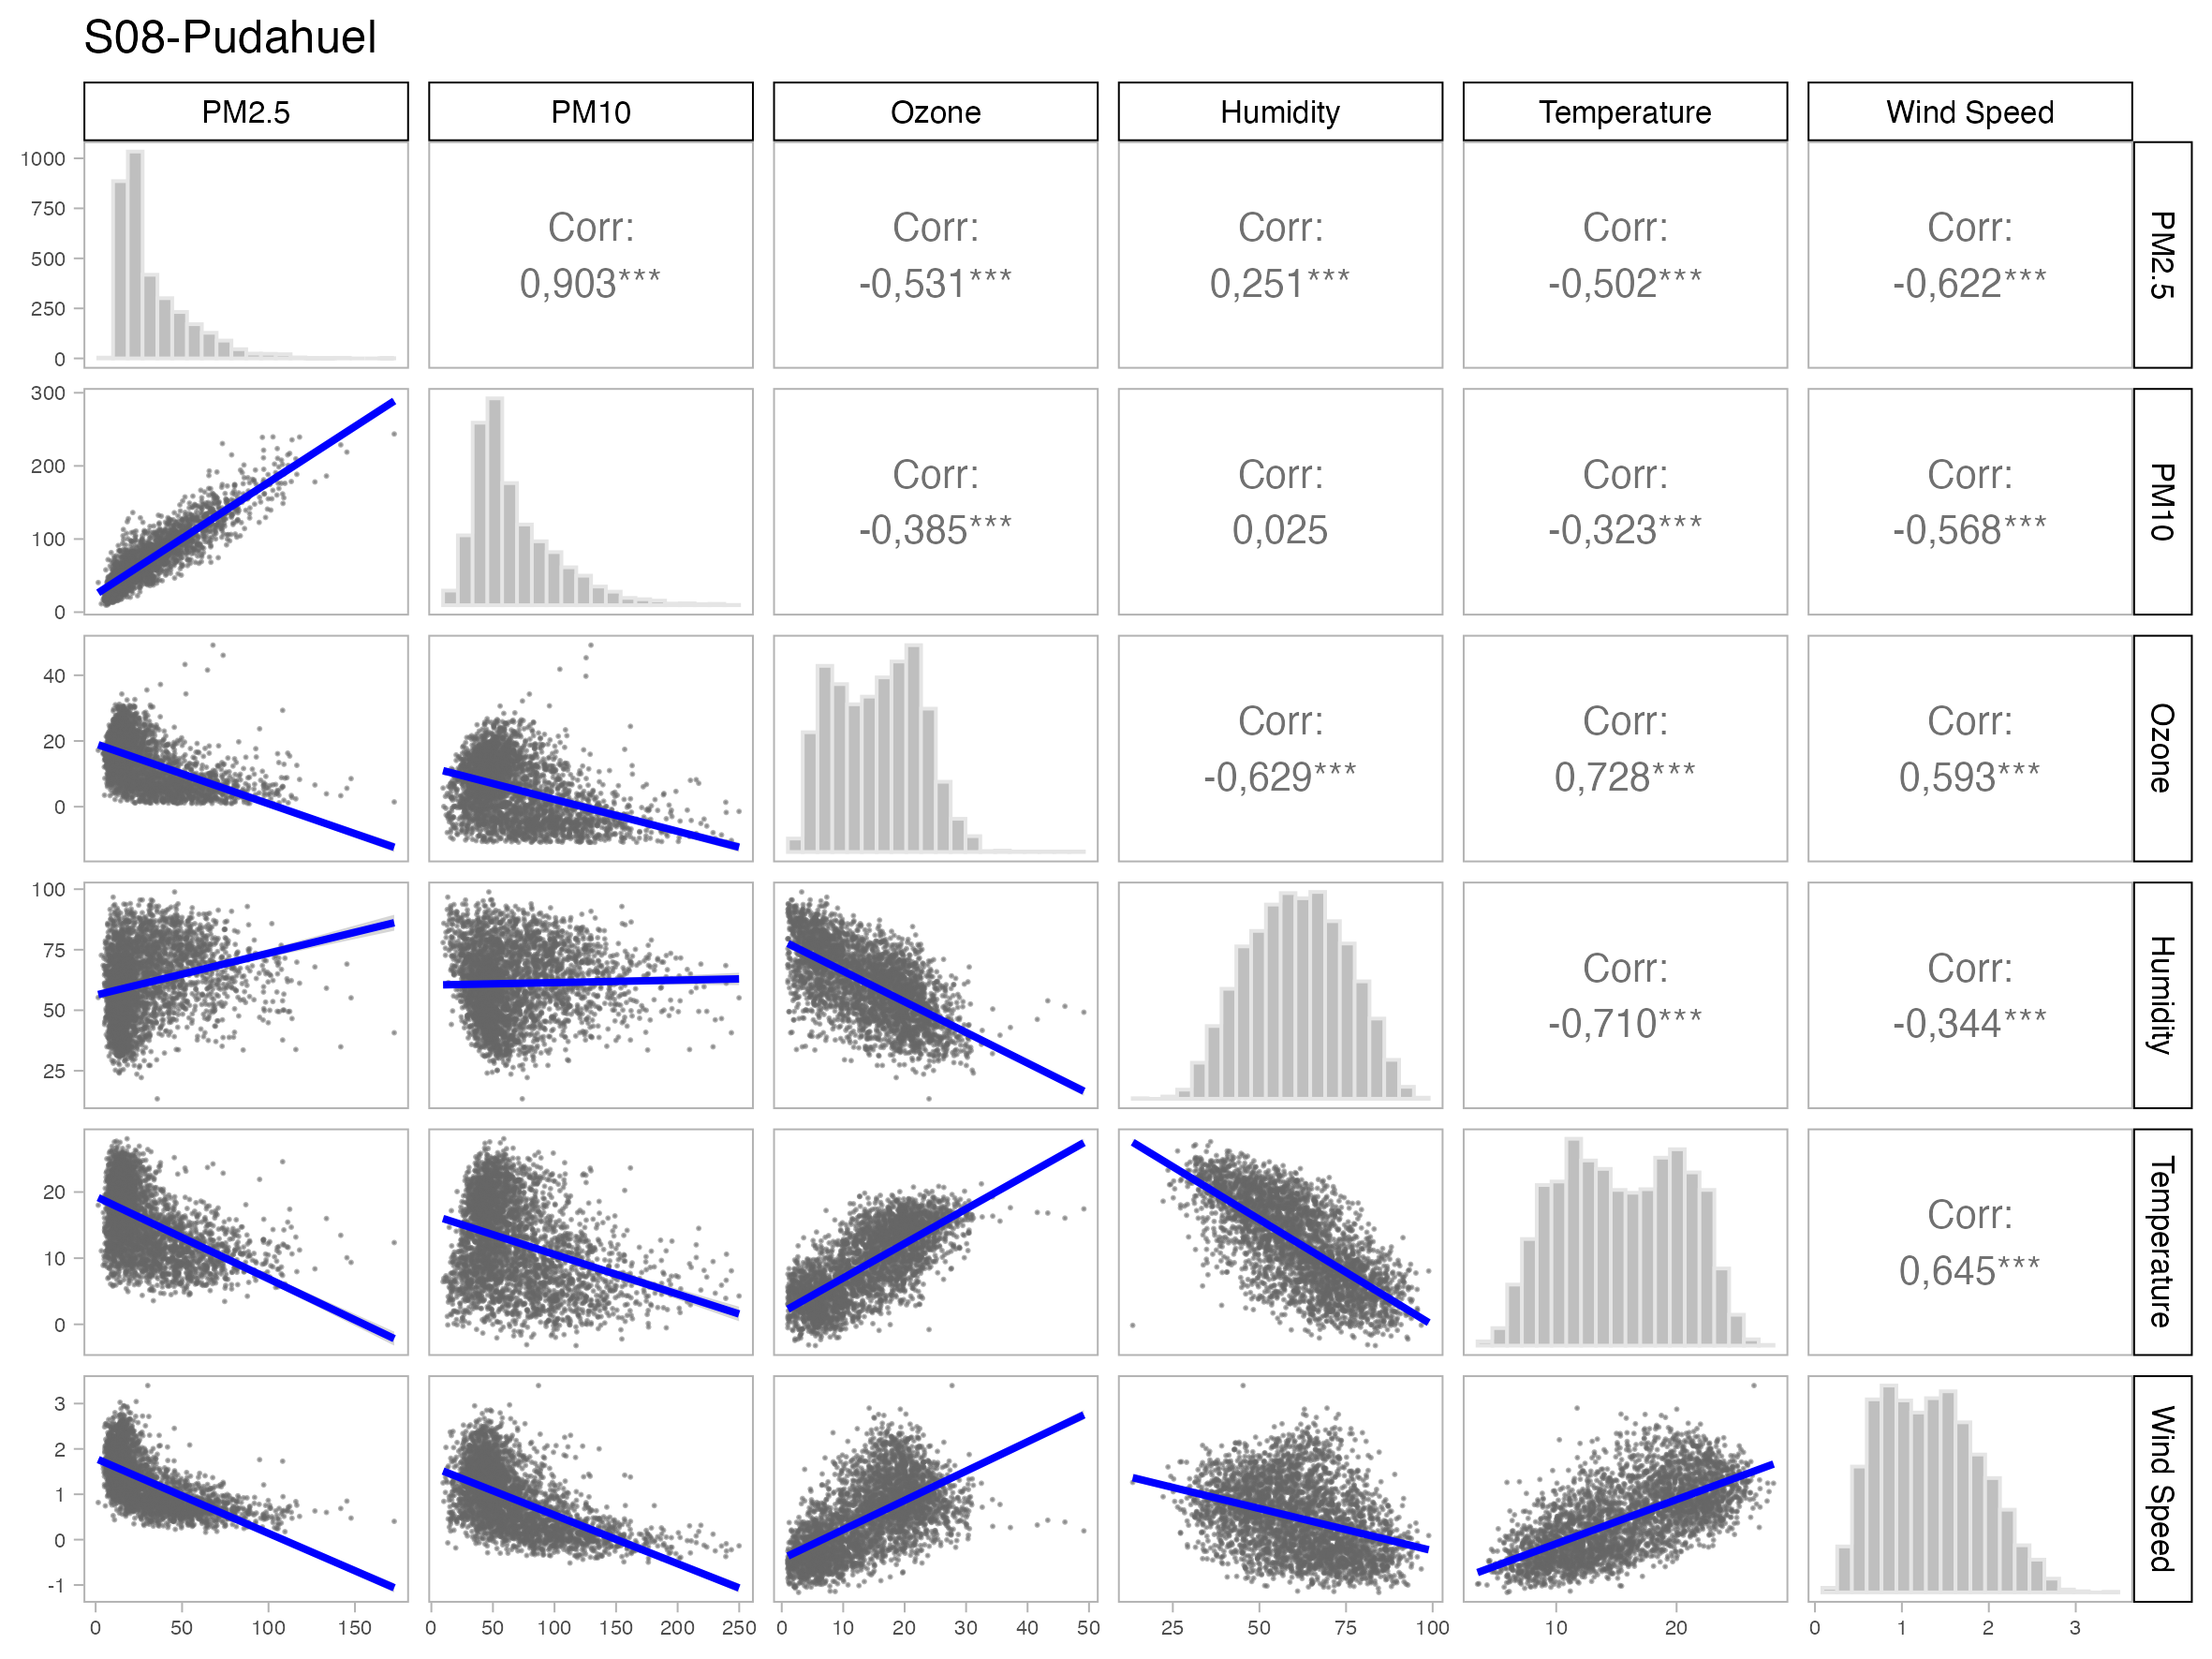 S08-Pudahuel
PM2.5 PM10 Ozone Humidity Temperature Wind Speed
1000
750
500
250
0
Corr: Corr: Corr: Corr: Corr:
0,903*** -0,531*** 0,251*** -0,502*** -0,622***
PM2.5
300
200
100
0
Corr: Corr: Corr: Corr:
-0,385*** 0,025 -0,323*** -0,568***
PM10
40
20
0
Corr: Corr: Corr:
-0,629*** 0,728*** 0,593***
Ozone
100
75
50
25
Corr: Corr:
-0,710*** -0,344***
Humidity
20
10
0
Corr:
0,645***
Temperature
3
2
1
0
-1
Wind Speed
0 50 100 150 0 50 100 150 200 250 0 10 20 30 40 50 25 50 75 100 10 20 0 1 2 3